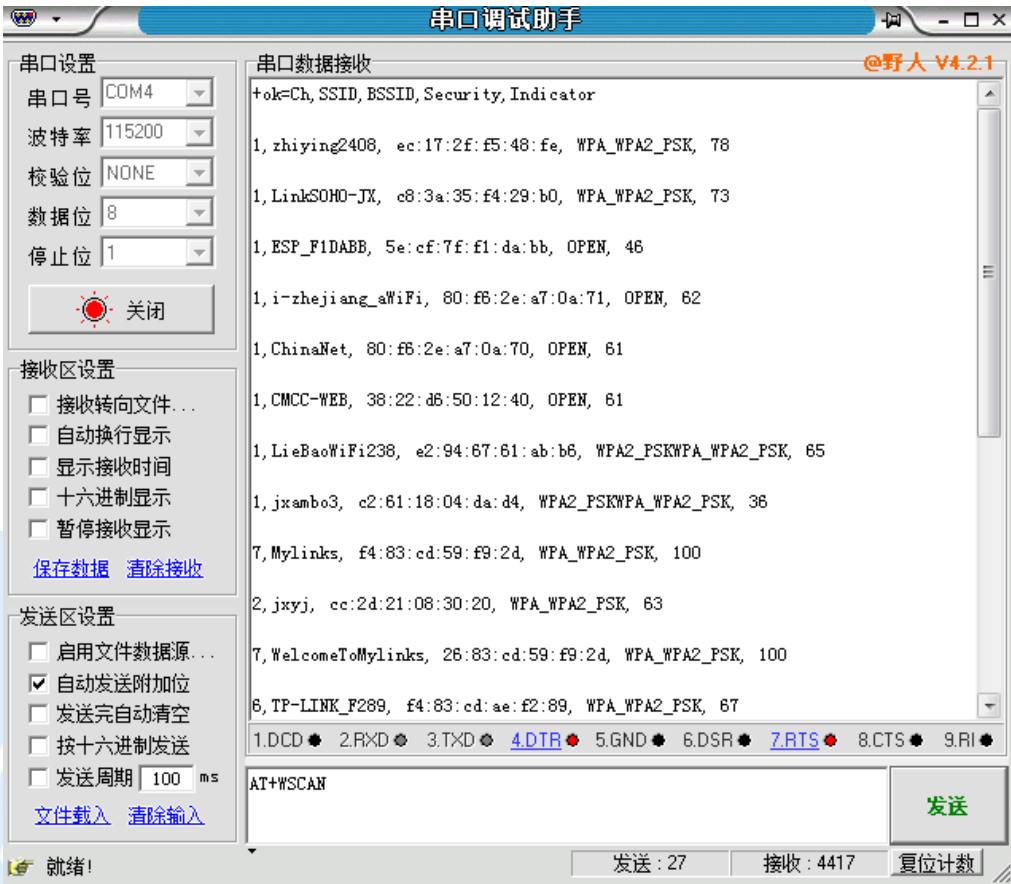 串口调试助手
串口设置
串口号 COM4
波特率 115200
校验位 NONE
数据位 8
停止位 1
关闭
接收区设置
接收转向文件...
自动换行显示
显示接收时间
十六进制显示
暂停接收显示
保存数据 清除接收
发送区设置
启用文件数据源...
自动发送附加位
发送完自动清空
按十六进制发送
发送周期 100 ms
文件载入 清除输入
串口数据接收 @野人 V4.2.1
+ok=Ch,SSID,BSSID,Security,Indicator
1,zhiying2408, ec:17:2f:f5:48:fe, WPA_WPA2_PSK, 78
1,LinkSOHO-JX, c8:3a:35:f4:29:b0, WPA_WPA2_PSK, 73
1,ESP_F1DABB, 5e:cf:7f:f1:da:bb, OPEN, 46
1,i-zhejiang_aWiFi, 80:f6:2e:a7:0a:71, OPEN, 62
1,ChinaNet, 80:f6:2e:a7:0a:70, OPEN, 61
1,CMCC-WEB, 38:22:d6:50:12:40, OPEN, 61
1,LieBaoWiFi238, e2:94:67:61:ab:b6, WPA2_PSKWPA_WPA2_PSK, 65
1,jxambo3, c2:61:18:04:da:d4, WPA2_PSKWPA_WPA2_PSK, 36
7,Mylinks, f4:83:cd:59:f9:2d, WPA_WPA2_PSK, 100
2,jxyj, cc:2d:21:08:30:20, WPA_WPA2_PSK, 63
7,WelcomeToMylinks, 26:83:cd:59:f9:2d, WPA_WPA2_PSK, 100
6,TP-LINK_F289, f4:83:cd:ae:f2:89, WPA_WPA2_PSK, 67
1.DCD 2.RXD 3.TXD 4.DTR 5.GND 6.DSR 7.RTS 8.CTS 9.RI
AT+WSCAN
发送
就绪! 发送:27 接收:4417 复位计数